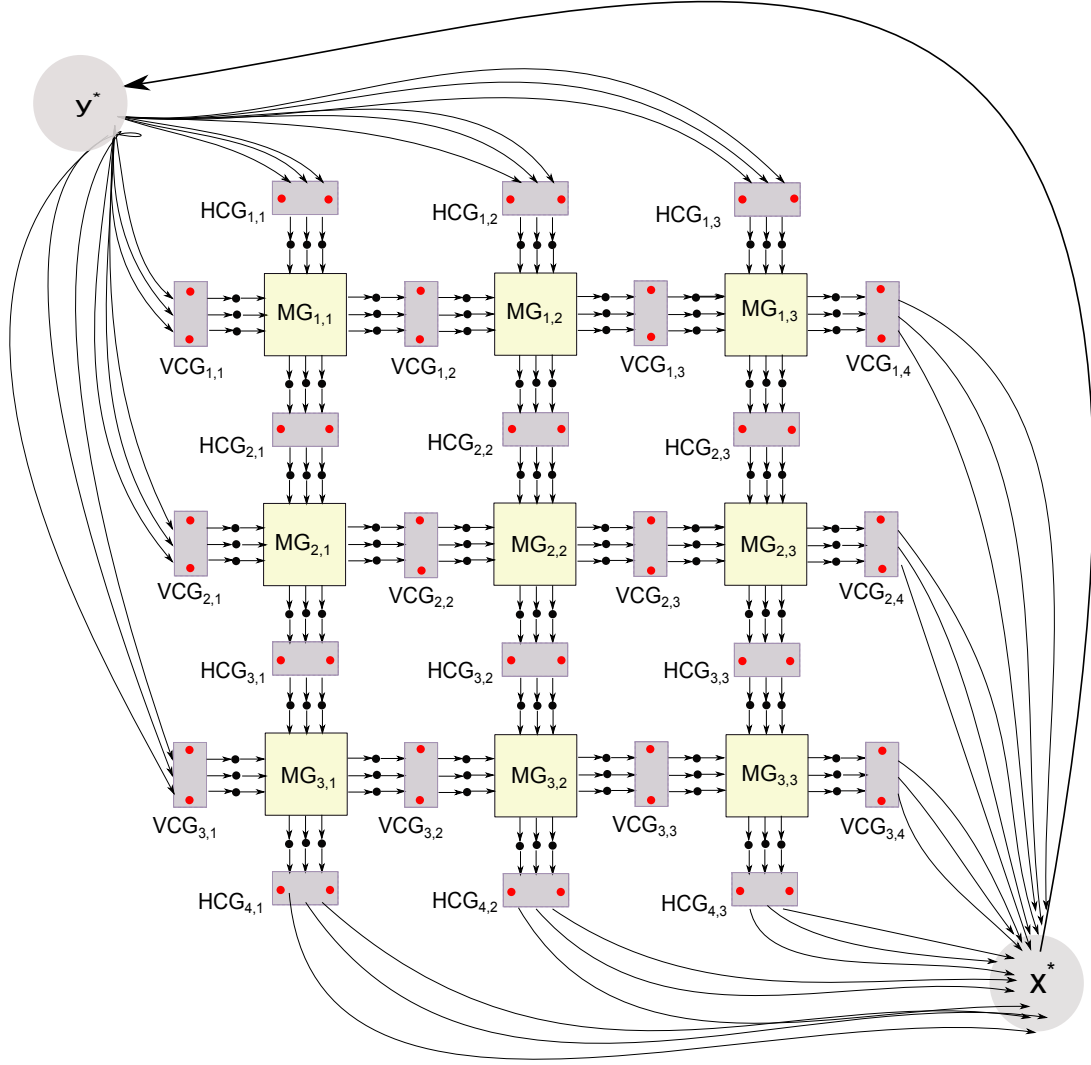 y*
HCG1,1
HCG1,2
HCG1,3
MG1,1
MG1,2
MG1,3
VCG1,1
VCG1,2
VCG1,3
VCG1,4
HCG2,1
HCG2,2
HCG2,3
MG2,1
MG2,2
MG2,3
VCG2,1
VCG2,2
VCG2,3
VCG2,4
HCG3,1
HCG3,2
HCG3,3
MG3,1
MG3,2
MG3,3
VCG3,1
VCG3,2
VCG3,3
VCG3,4
HCG4,1
HCG4,2
HCG4,3
x*